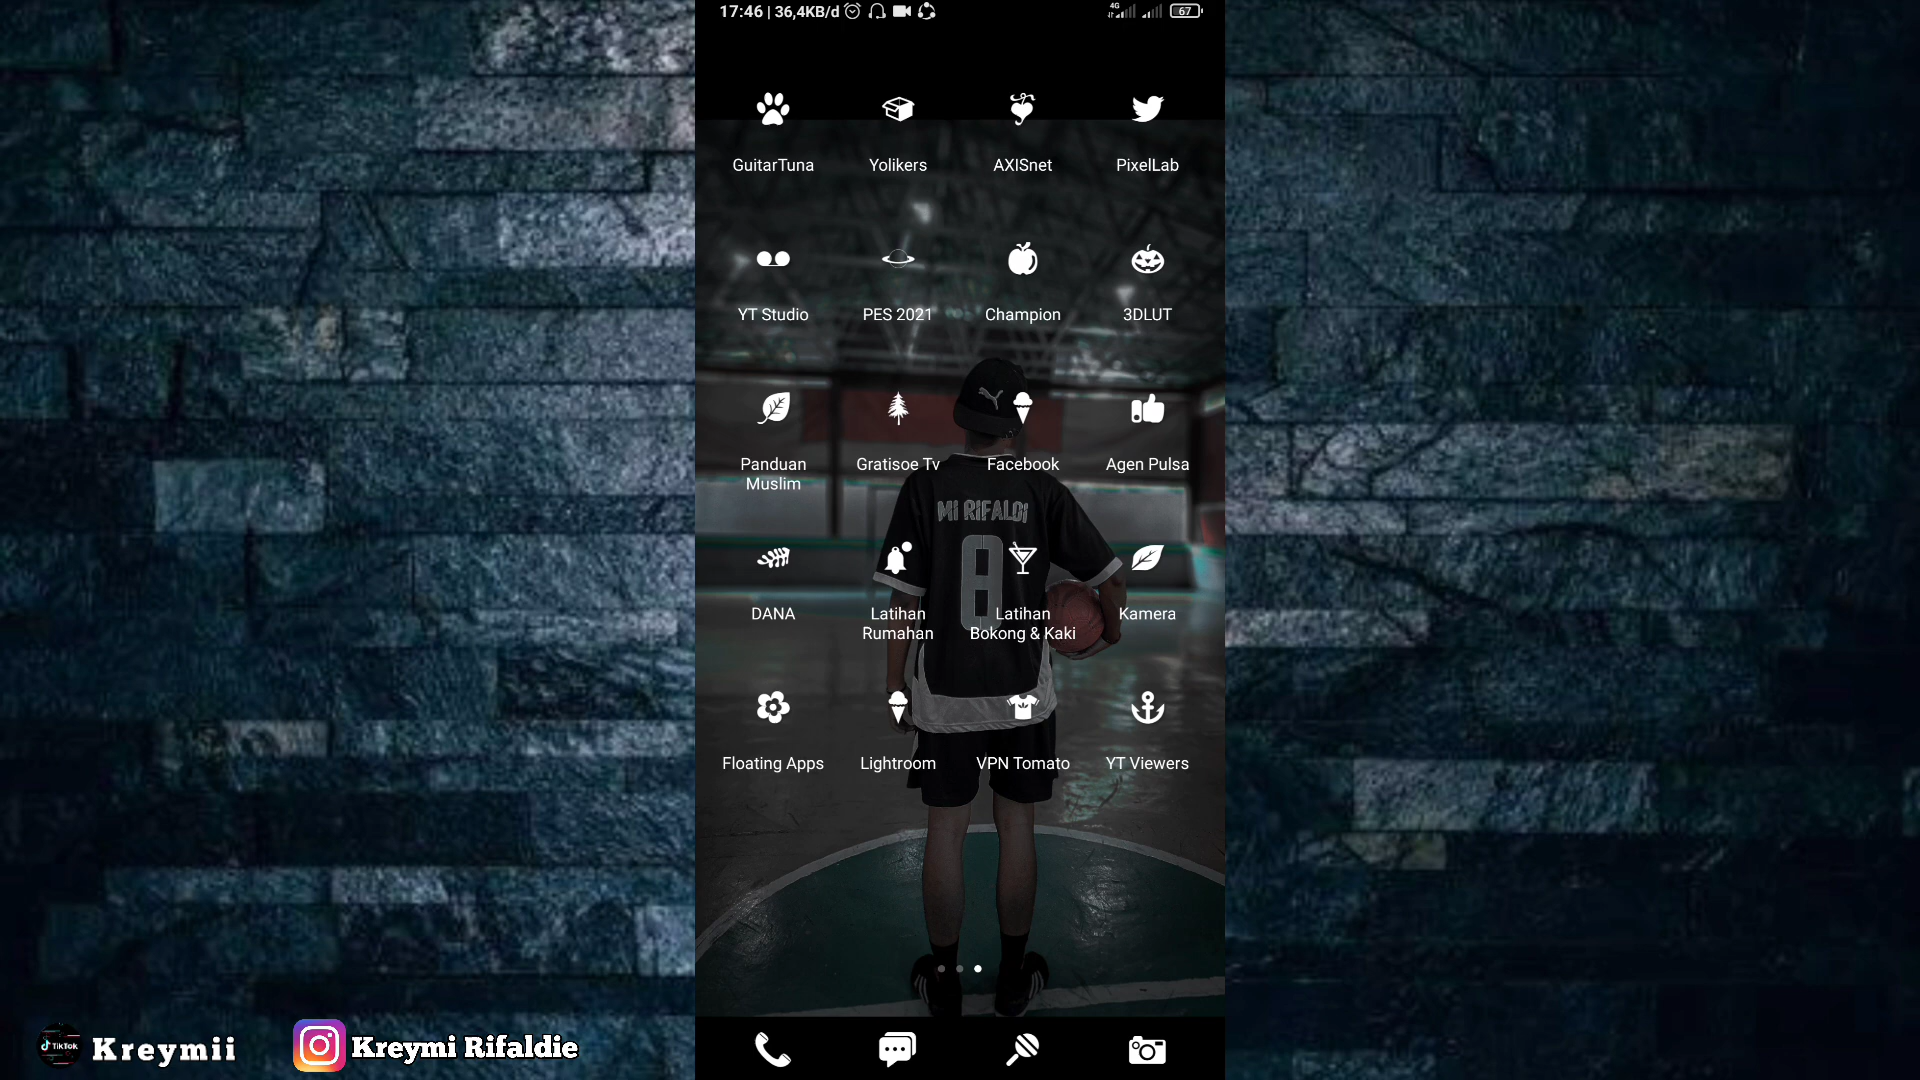 17:46 | 36,4KB/d
4G
67
GuitarTuna
Yolikers
AXISnet
PixelLab
YT Studio
PES 2021
Champion
3DLUT
Panduan
Muslim
Gratisoe Tv
Facebook
Agen Pulsa
MI RIFALDI
8
DANA
Latihan
Rumahan
Latihan
Bokong & Kaki
Kamera
Floating Apps
Lightroom
VPN Tomato
YT Viewers
TikTok
Kreymii
Kreymi Rifaldie